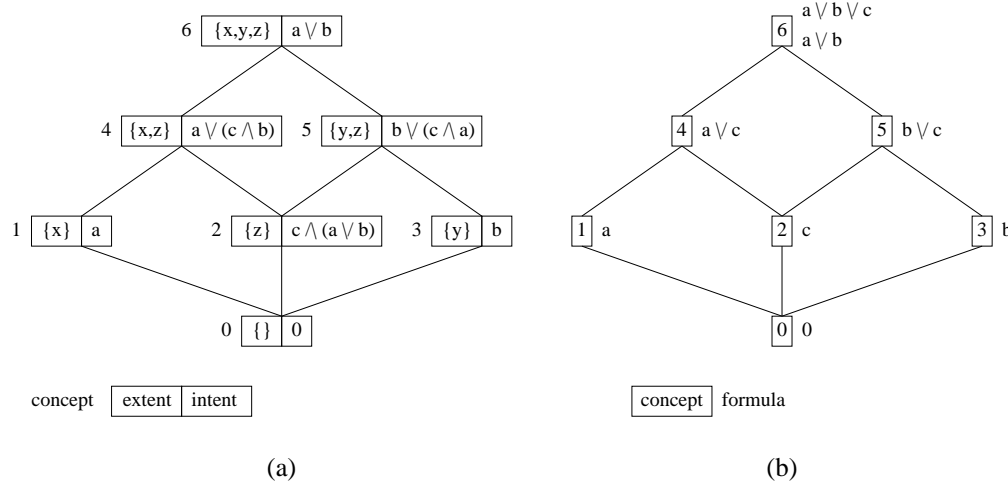 6 {x,y,z} a \/ b
4 {x,z} a \/ (c /\ b)
5 {y,z} b \/ (c /\ a)
1 {x} a
2 {z} c /\ (a \/ b)
3 {y} b
0 {} 0
concept extent intent
(a)
a \/ b \/ c
6
a \/ b
4 a \/ c
5 b \/ c
1 a
2 c
3 b
0 0
concept formula
(b)